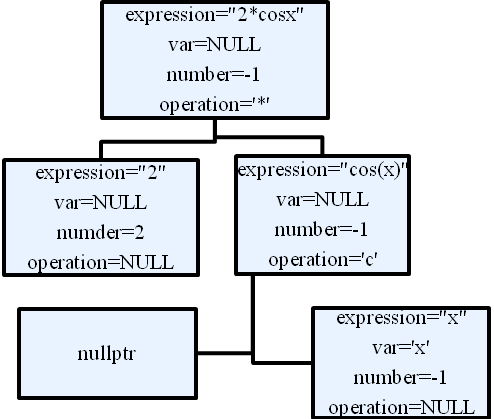 expression="2*cosx"
var=NULL
number=-1
operation='*'
expression="2"
var=NULL
numder=2
operation=NULL
expression="cos(x)"
var=NULL
number=-1
operation='c'
nullptr
expression="x"
var='x'
number=-1
operation=NULL